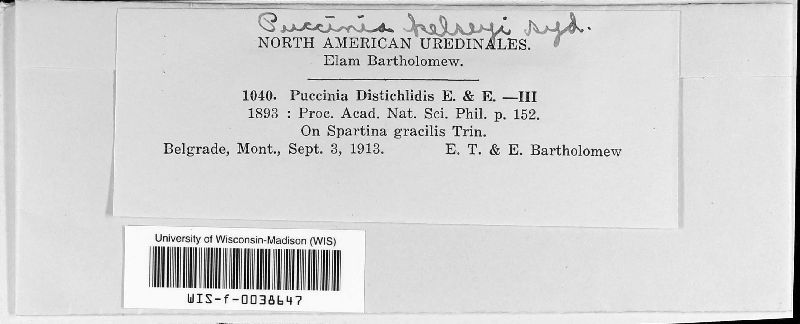 Puccinia kelseyi Syd.
NORTH AMERICAN UREDINALES.
Elam Bartholomew.
1040. Puccinia Distichlidis E. & E. —III
1893 : Proc. Acad. Nat. Sci. Phil. p. 152.
On Spartina gracilis Trin.
Belgrade, Mont., Sept. 3, 1913. E. T. & E. Bartholomew
University of Wisconsin-Madison (WIS)
WIS-f-0038647